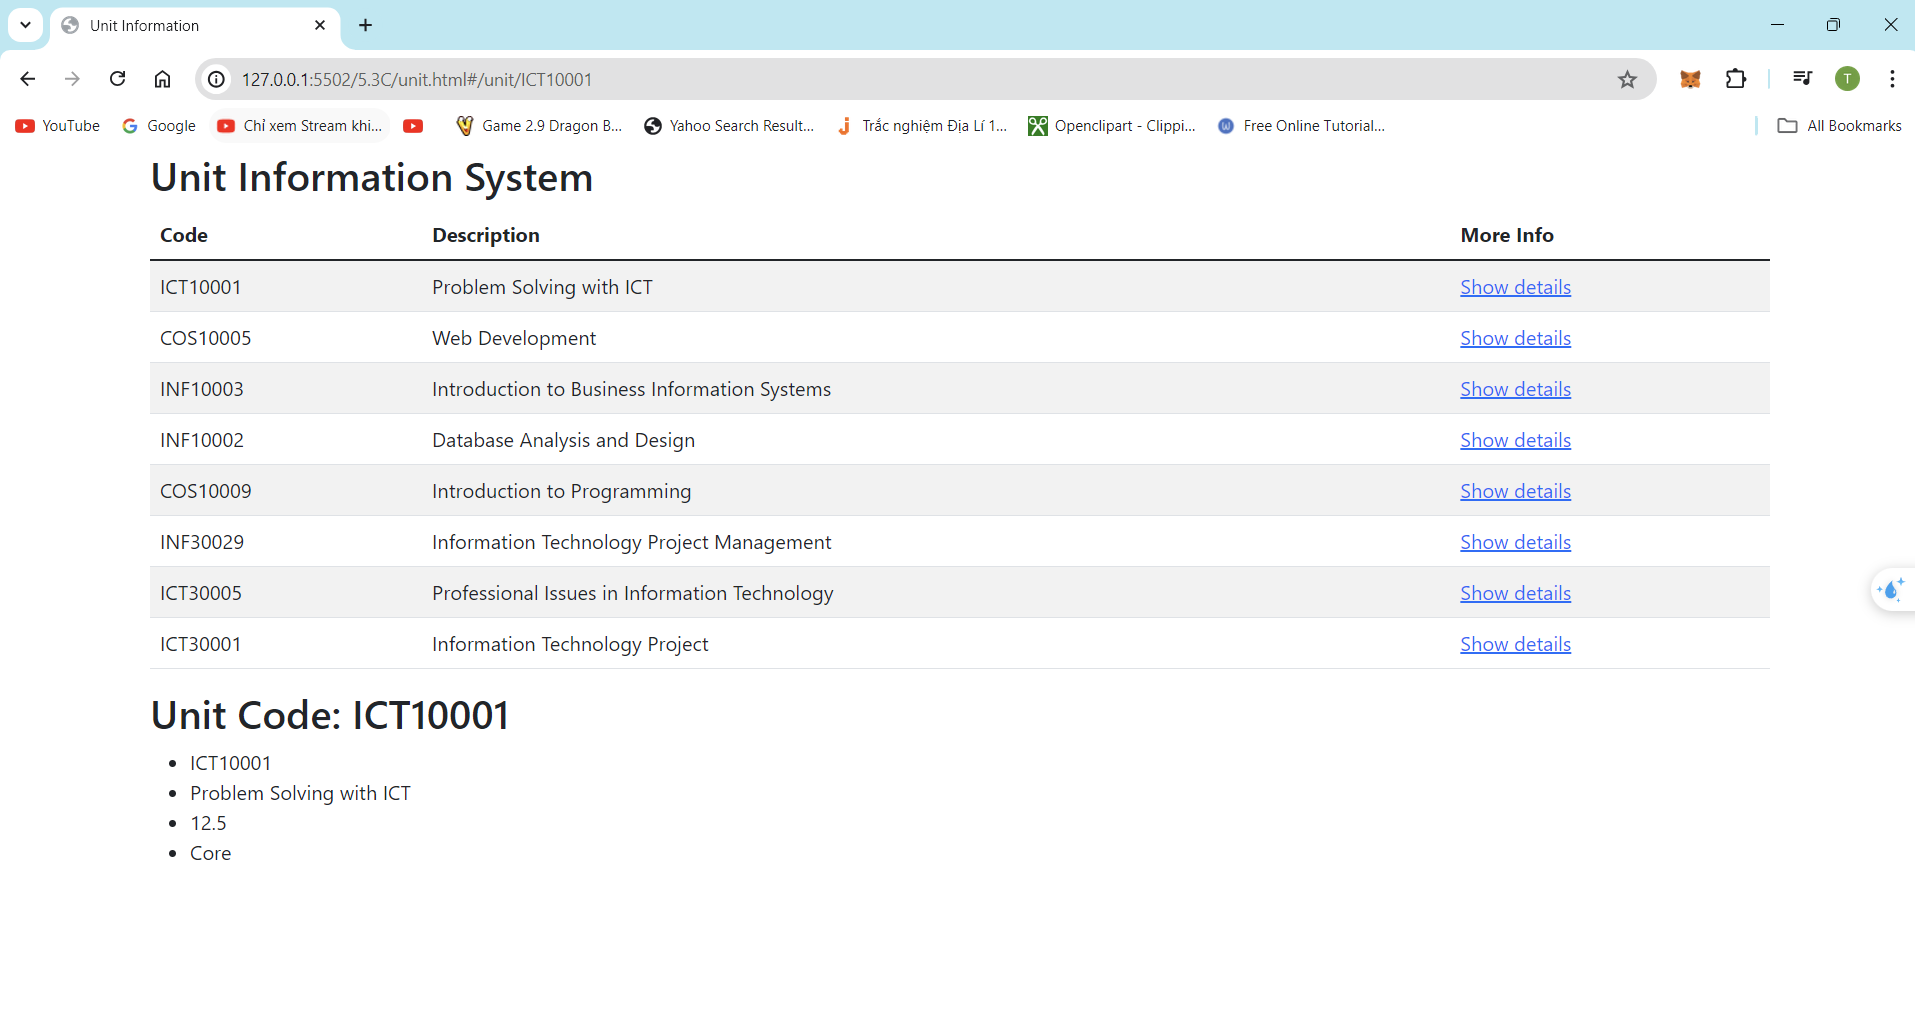 Unit Information
127.0.0.1:5502/5.3C/unit.html#/unit/ICT10001
T
YouTube Google Chỉ xem Stream khi... Game 2.9 Dragon B... Yahoo Search Result... Trắc nghiệm Địa Lí 1... Openclipart - Clippi... Free Online Tutorial... All Bookmarks
Unit Information System
Code Description More Info
ICT10001 Problem Solving with ICT Show details
COS10005 Web Development Show details
INF10003 Introduction to Business Information Systems Show details
INF10002 Database Analysis and Design Show details
COS10009 Introduction to Programming Show details
INF30029 Information Technology Project Management Show details
ICT30005 Professional Issues in Information Technology Show details
ICT30001 Information Technology Project Show details
Unit Code: ICT10001
ICT10001
Problem Solving with ICT
12.5
Core